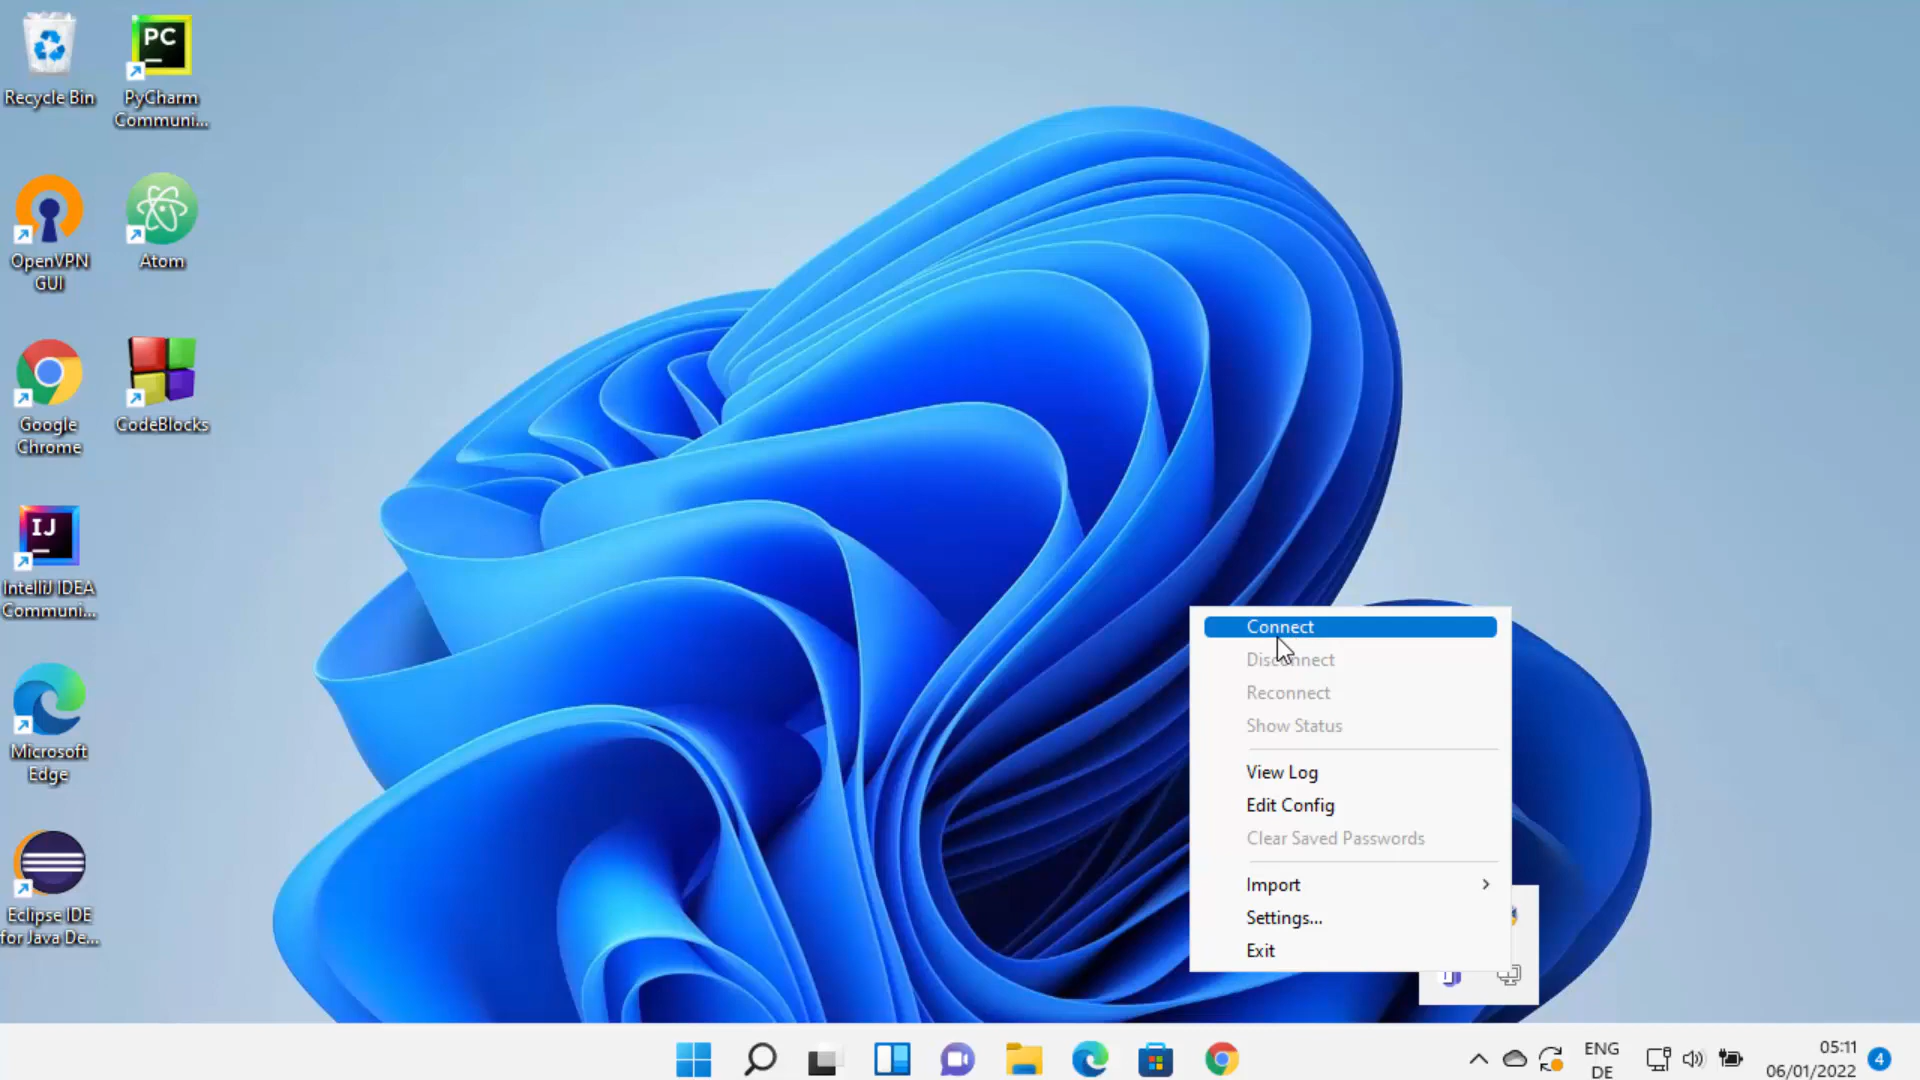 Recycle Bin
PC
PyCharm
Communi...
OpenVPN
GUI
Atom
Google
Chrome
CodeBlocks
IJ
IntelliJ IDEA
Communi...
Microsoft
Edge
Eclipse IDE
for Java De...
Connect
Disconnect
Reconnect
Show Status
View Log
Edit Config
Clear Saved Passwords
Import
Settings...
Exit
ENG
DE
05:11
06/01/2022
4